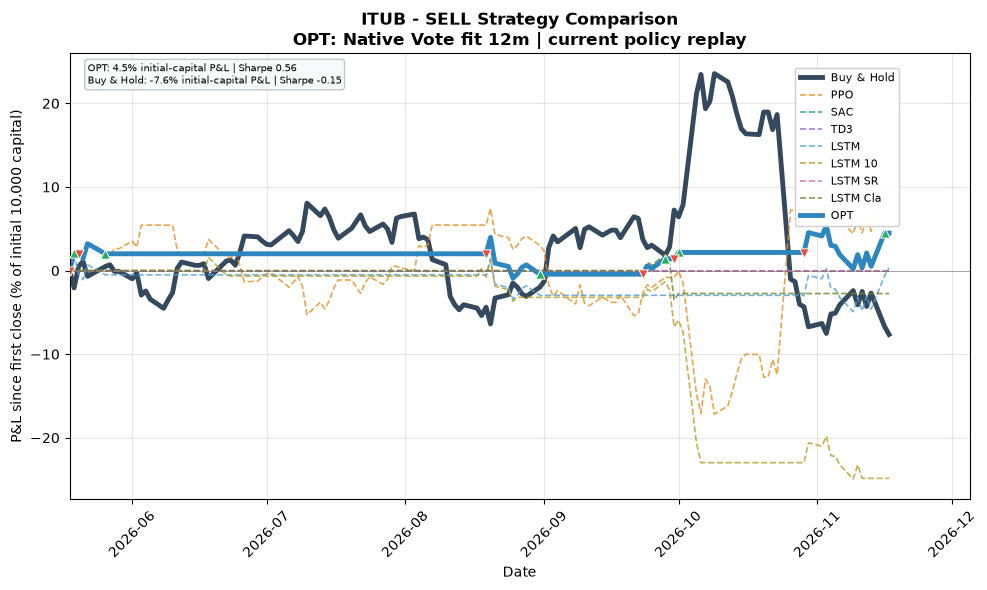 ITUB - SELL Strategy Comparison
OPT: Native Vote fit 12m | current policy replay
OPT: 4.5% initial-capital P&L | Sharpe 0.56
Buy & Hold: -7.6% initial-capital P&L | Sharpe -0.15
Buy & Hold
PPO
SAC
TD3
LSTM
LSTM 10
LSTM SR
LSTM Cla
OPT
P&L since first close (% of initial 10,000 capital)
20
10
0
−10
−20
2026-06
2026-07
2026-08
2026-09
2026-10
2026-11
2026-12
Date